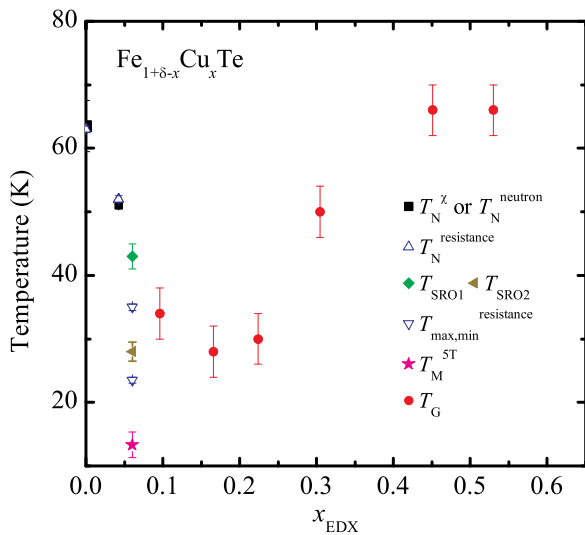 80
60
40
20
Temperature (K)
Fe1+δ-xCuxTe
TNχ or TNneutron
TNresistance
TSRO1 TSRO2
Tmax,minresistance
TM5T
TG
0.0 0.1 0.2 0.3 0.4 0.5 0.6
xEDX